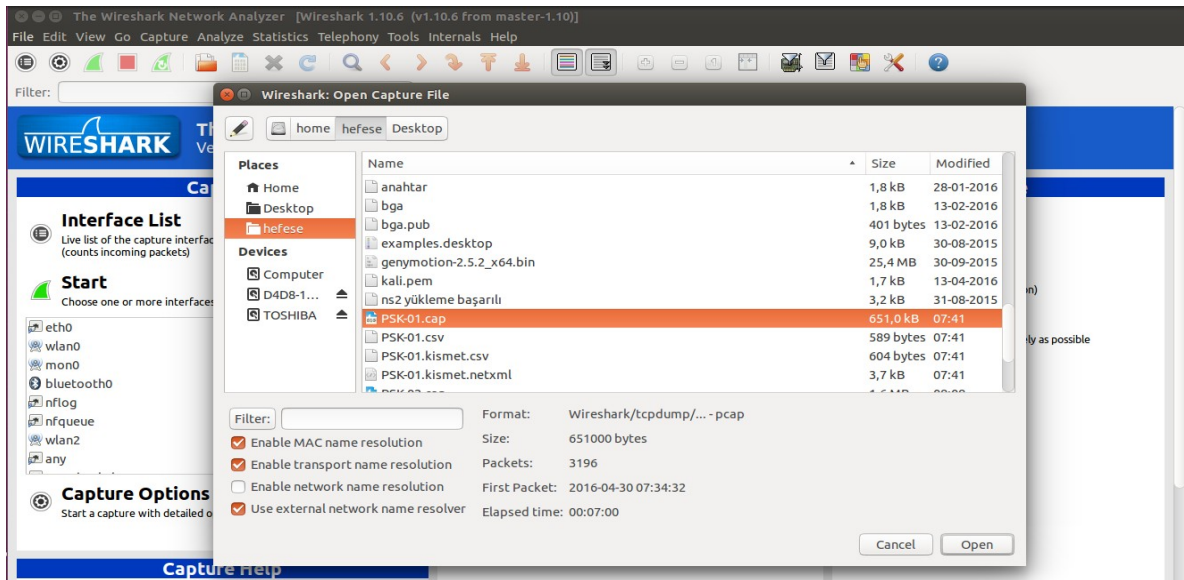 The Wireshark Network Analyzer [Wireshark 1.10.6 (v1.10.6 from master-1.10)]
File Edit View Go Capture Analyze Statistics Telephony Tools Internals Help
Filter:
Wireshark: Open Capture File
WIRESHARK
home hefese Desktop
Places
Home
Desktop
hefese
Devices
Computer
D4D8-1...
TOSHIBA
Name Size Modified
anahtar 1,8 kB 28-01-2016
bga 1,8 kB 13-02-2016
bga.pub 401 bytes 13-02-2016
examples.desktop 9,0 kB 30-08-2015
genymotion-2.5.2_x64.bin 25,4 MB 30-09-2015
kali.pem 1,7 kB 13-04-2016
ns2 yükleme başarılı 3,2 kB 31-08-2015
PSK-01.cap 651,0 kB 07:41
PSK-01.csv 589 bytes 07:41
PSK-01.kismet.csv 604 bytes 07:41
PSK-01.kismet.netxml 3,7 kB 07:41
Filter:
Enable MAC name resolution
Enable transport name resolution
Enable network name resolution
Use external network name resolver
Format: Wireshark/tcpdump/... - pcap
Size: 651000 bytes
Packets: 3196
First Packet: 2016-04-30 07:34:32
Elapsed time: 00:07:00
Cancel Open
Interface List
Live list of the capture interfac
(counts incoming packets)
Start
Choose one or more interfaces
eth0
wlan0
mon0
bluetooth0
nflog
nfqueue
wlan2
any
Capture Options
Start a capture with detailed o
Capture Help
on)
ely as possible